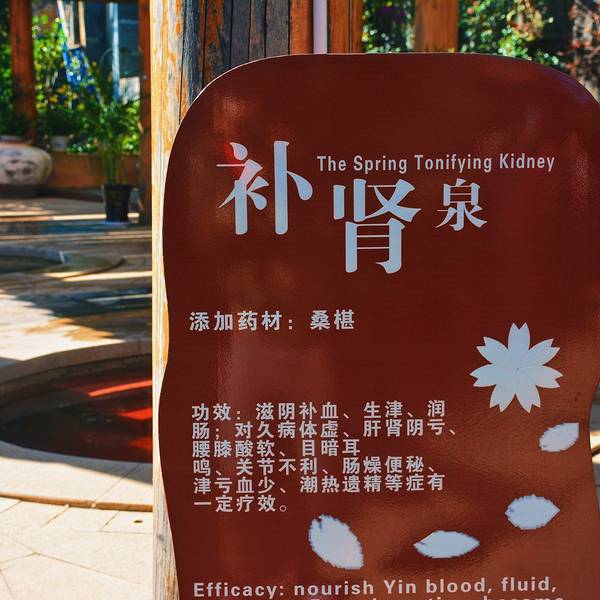 补肾泉
The Spring Tonifying Kidney
添加药材：桑椹
功效：滋阴补血、生津、润
肠；对久病体虚、肝肾阴亏、
腰膝酸软、目暗耳
鸣、关节不利、肠燥便秘、
津亏血少、潮热遗精等症有
一定疗效。
Efficacy: nourish Yin blood, fluid,